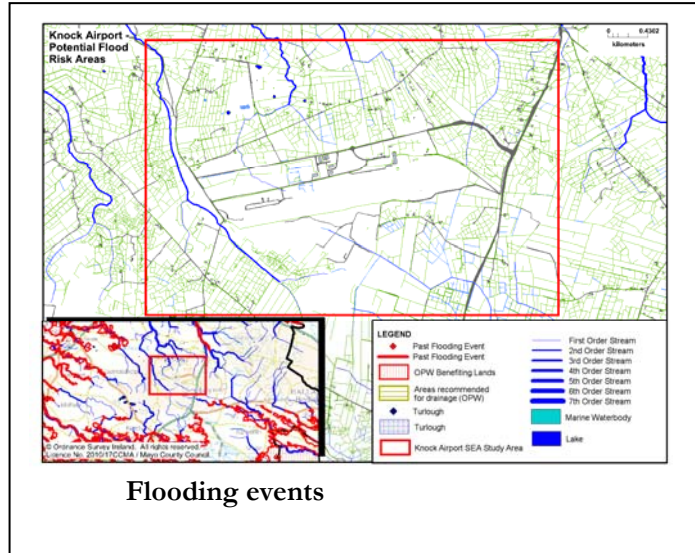 Knock Airport -
Potential Flood
Risk Areas
0 0.4302
kilometers
LEGEND
Past Flooding Event
Past Flooding Event
OPW Benefiting Lands
Areas recommended
for drainage (OPW)
Turlough
Turlough
Knock Airport SEA Study Area
First Order Stream
2nd Order Stream
3rd Order Stream
4th Order Stream
5th Order Stream
6th Order Stream
7th Order Stream
Marine Waterbody
Lake
© Ordnance Survey Ireland. All rights reserved.
Licence No. 2010/17CCMA / Mayo County Council.
Flooding events